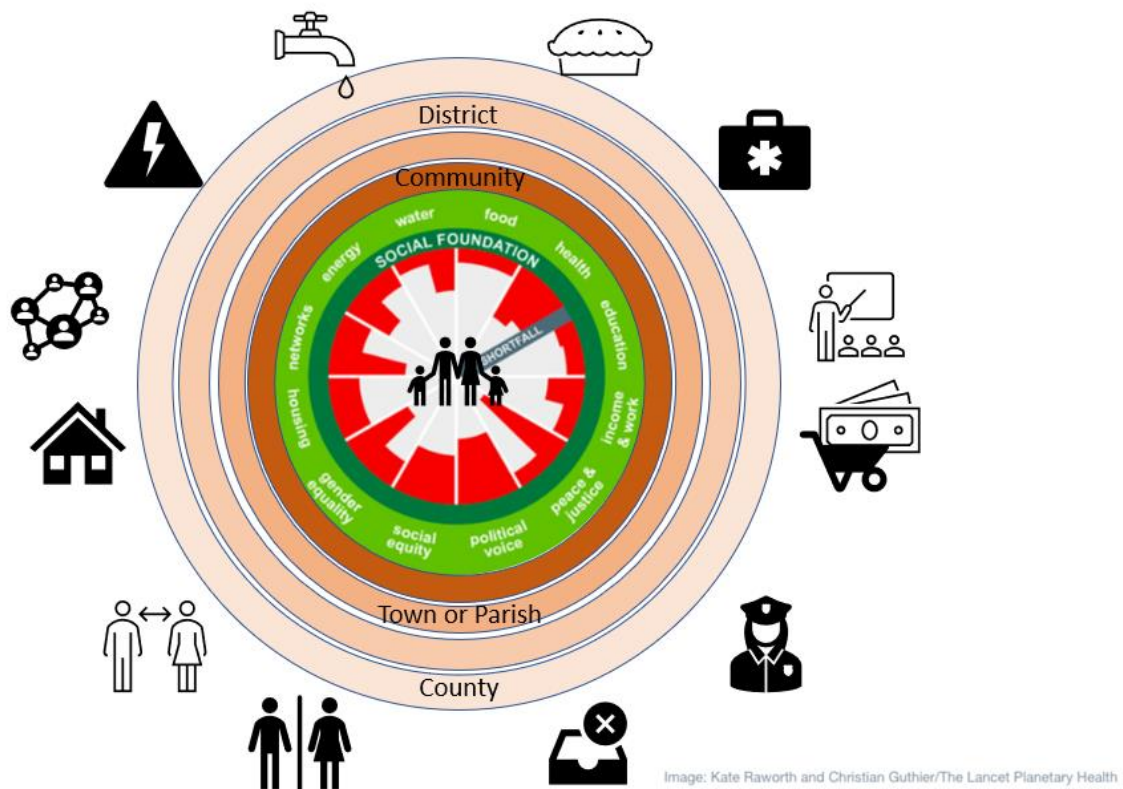 District
Community
water
food
energy
SOCIAL FOUNDATION
health
networks
SHORTFALL
education
housing
income
& work
gender
equality
peace &
justice
social
equity
political
voice
Town or Parish
County
Image: Kate Raworth and Christian Guthier/The Lancet Planetary Health